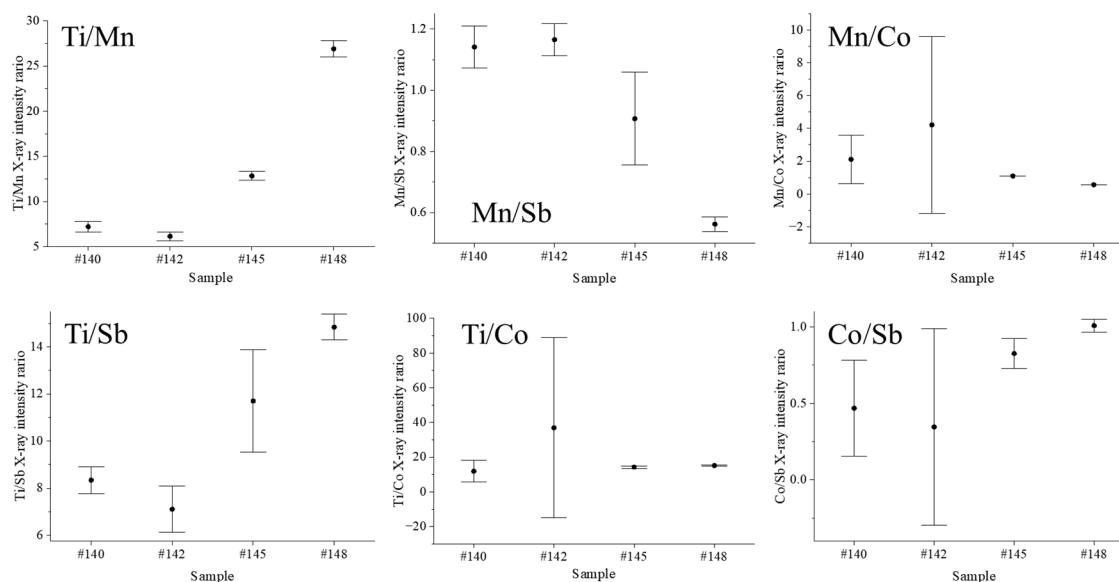 Ti/Mn
Ti/Mn X-ray intensity rario
30
25
20
15
10
5
#140 #142 #145 #148
Sample
Mn/Sb
Mn/Sb X-ray intensity rario
1.2
1.0
0.8
0.6
#140 #142 #145 #148
Sample
Mn/Co
Mn/Co X-ray intensity rario
10
8
6
4
2
0
−2
#140 #142 #145 #148
Sample
Ti/Sb
Ti/Sb X-ray intensity rario
14
12
10
8
6
#140 #142 #145 #148
Sample
Ti/Co
Ti/Co X-ray intensity rario
100
80
60
40
20
0
−20
#140 #142 #145 #148
Sample
Co/Sb
Co/Sb X-ray intensity rario
1.0
0.5
0.0
#140 #142 #145 #148
Sample